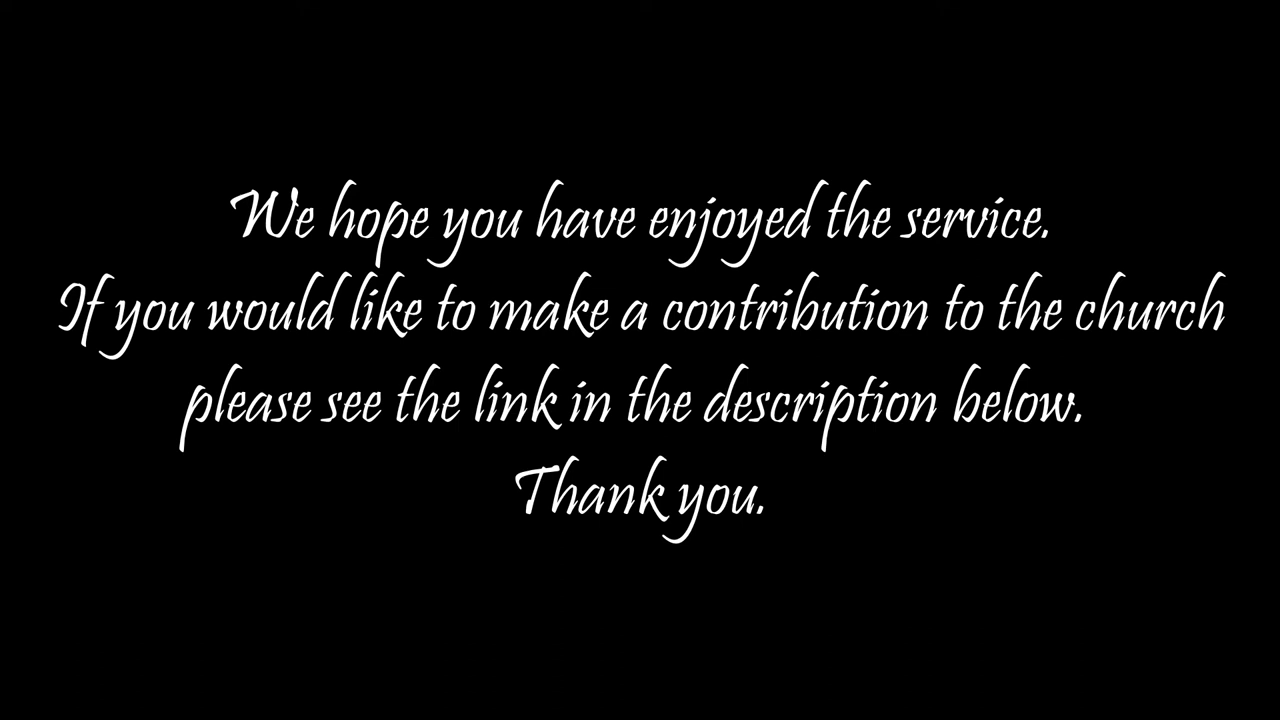 We hope you have enjoyed the service.
If you would like to make a contribution to the church
please see the link in the description below.
Thank you.